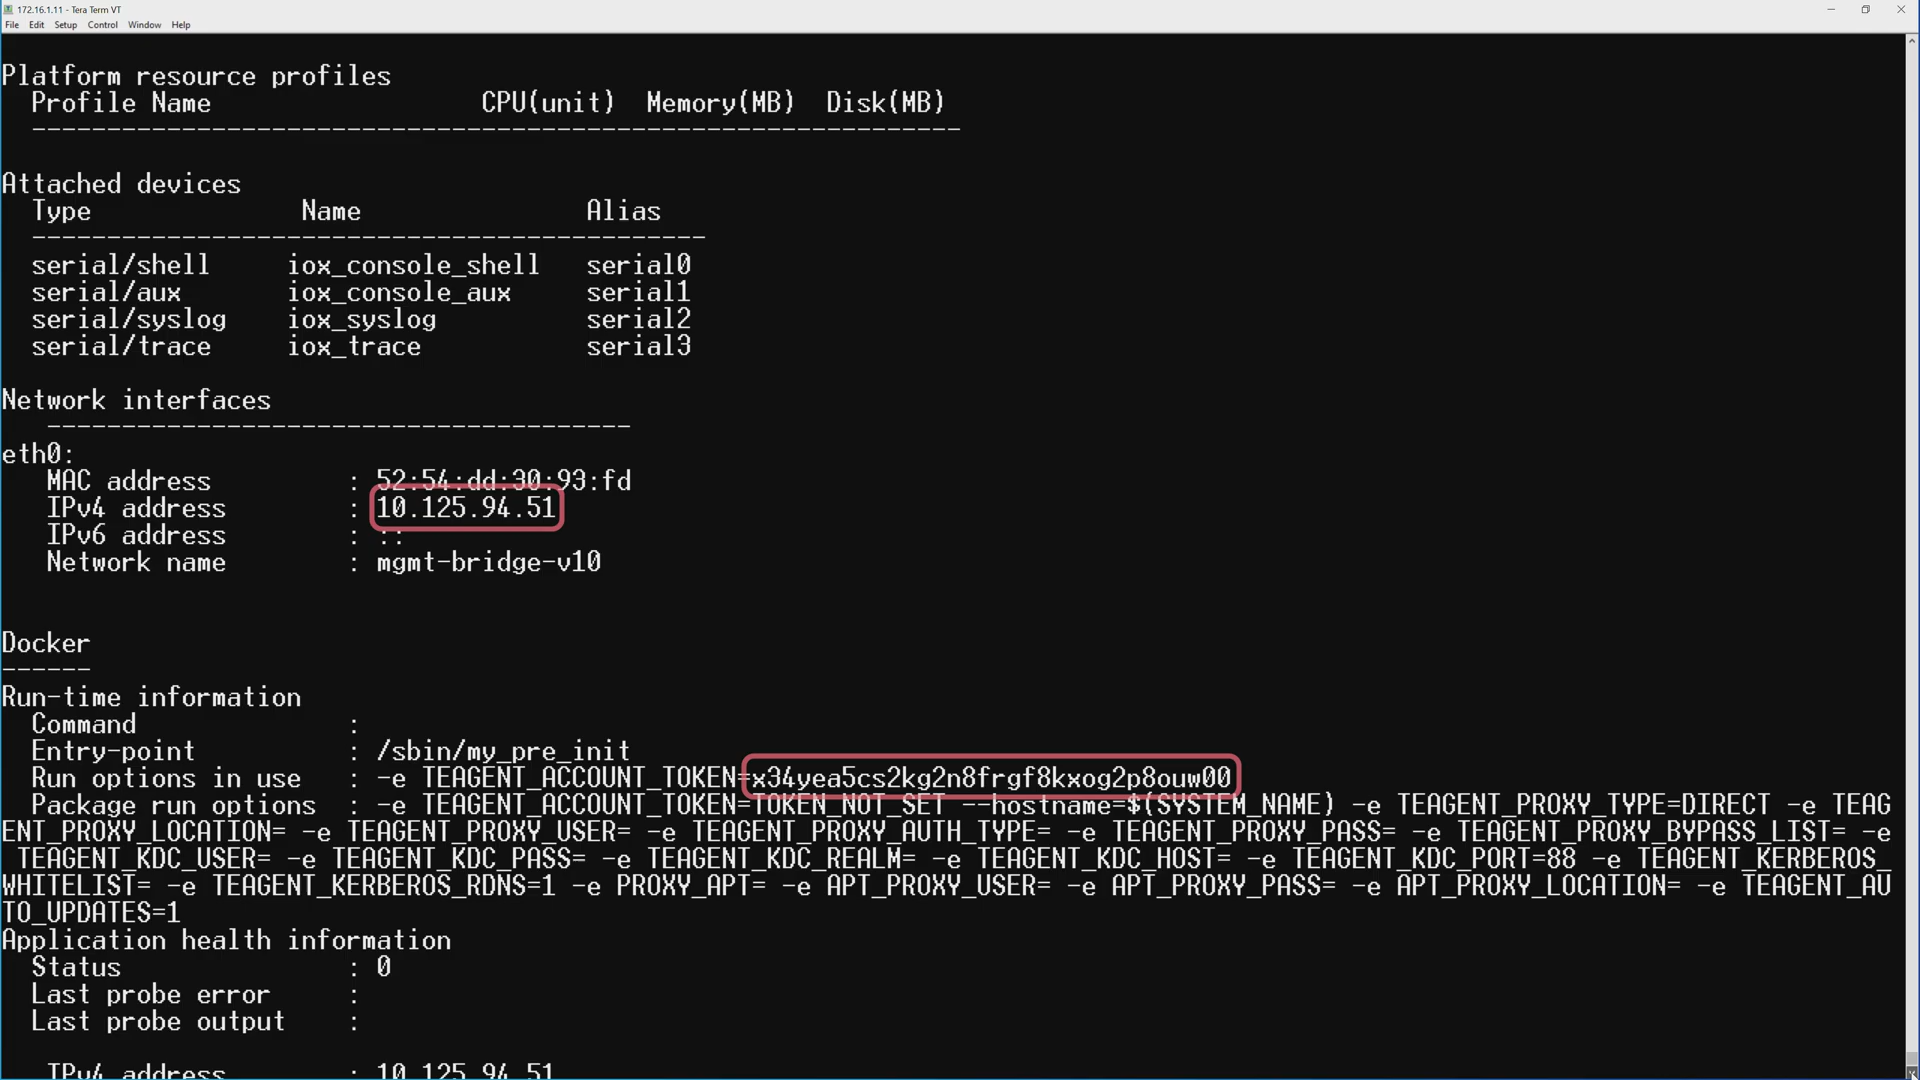 172.16.1.11 - Tera Term VT
File Edit Setup Control Window Help
Platform resource profiles
Profile Name CPU(unit) Memory(MB) Disk(MB)
--------------------------------------------------------------
Attached devices
Type Name Alias
---------------------------------------------
serial/shell iox_console_shell serial0
serial/aux iox_console_aux serial1
serial/syslog iox_syslog serial2
serial/trace iox_trace serial3
Network interfaces
---------------------------------------
eth0:
MAC address : 52:54:dd:30:93:fd
IPv4 address : 10.125.94.51
IPv6 address : ::
Network name : mgmt-bridge-v10
Docker
------
Run-time information
Command :
Entry-point : /sbin/my_pre_init
Run options in use : -e TEAGENT_ACCOUNT_TOKEN=x34yea5cs2kg2n8frgf8kxog2p8ouw00
Package run options : -e TEAGENT_ACCOUNT_TOKEN=TOKEN_NOT_SET --hostname=$(SYSTEM_NAME) -e TEAGENT_PROXY_TYPE=DIRECT -e TEAG
ENT_PROXY_LOCATION= -e TEAGENT_PROXY_USER= -e TEAGENT_PROXY_AUTH_TYPE= -e TEAGENT_PROXY_PASS= -e TEAGENT_PROXY_BYPASS_LIST= -e
TEAGENT_KDC_USER= -e TEAGENT_KDC_PASS= -e TEAGENT_KDC_REALM= -e TEAGENT_KDC_HOST= -e TEAGENT_KDC_PORT=88 -e TEAGENT_KERBEROS_
WHITELIST= -e TEAGENT_KERBEROS_RDNS=1 -e PROXY_APT= -e APT_PROXY_USER= -e APT_PROXY_PASS= -e APT_PROXY_LOCATION= -e TEAGENT_AU
TO_UPDATES=1
Application health information
Status : 0
Last probe error :
Last probe output :
IPv4 address : 10.125.94.51